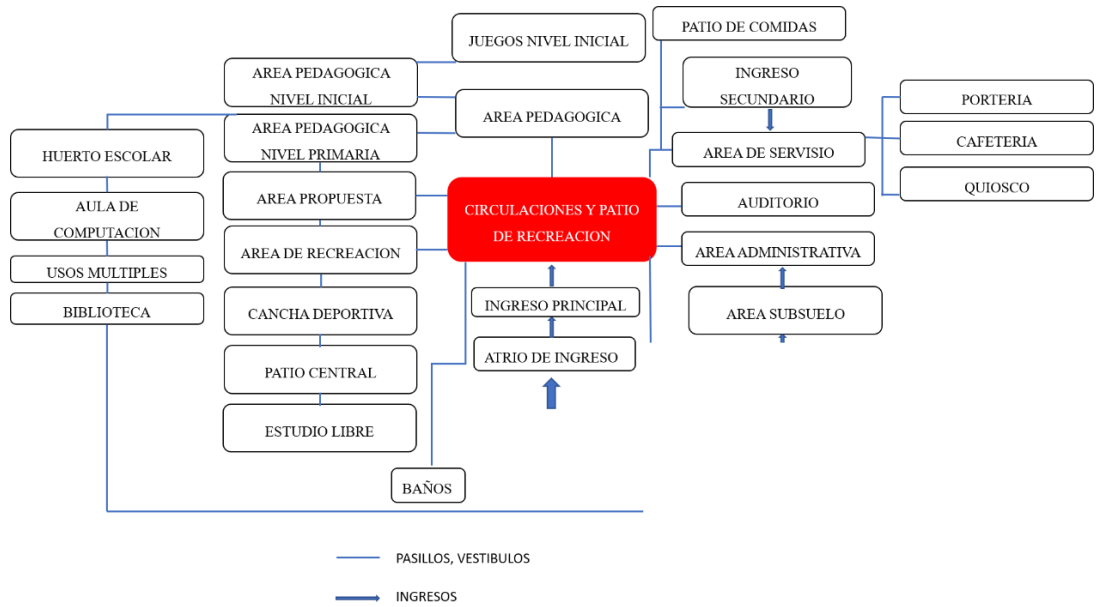 JUEGOS NIVEL INICIAL
PATIO DE COMIDAS
AREA PEDAGOGICA
NIVEL INICIAL
INGRESO
SECUNDARIO
AREA PEDAGOGICA
PORTERIA
AREA PEDAGOGICA
NIVEL PRIMARIA
HUERTO ESCOLAR
AREA DE SERVISIO
CAFETERIA
AREA PROPUESTA
AULA DE
COMPUTACION
CIRCULACIONES Y PATIO
DE RECREACION
AUDITORIO
QUIOSCO
AREA DE RECREACION
AREA ADMINISTRATIVA
USOS MULTIPLES
BIBLIOTECA
CANCHA DEPORTIVA
INGRESO PRINCIPAL
AREA SUBSUELO
PATIO CENTRAL
ATRIO DE INGRESO
ESTUDIO LIBRE
BAÑOS
PASILLOS, VESTIBULOS
INGRESOS